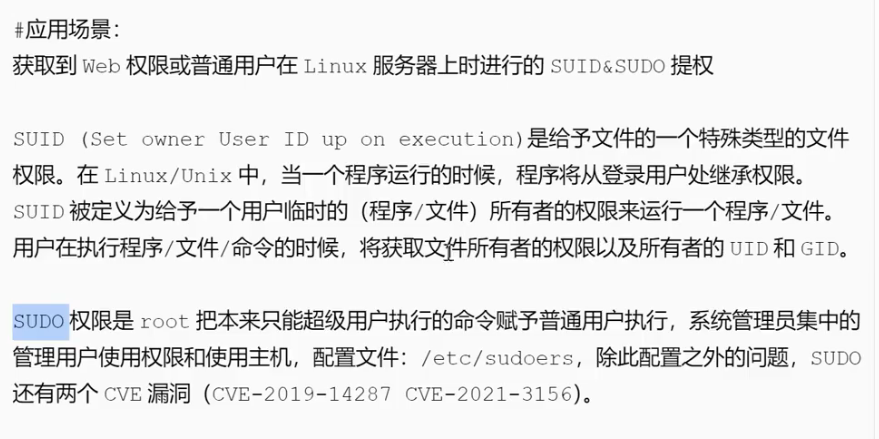 #应用场景：
获取到 Web 权限或普通用户在 Linux 服务器上时进行的 SUID&SUDO 提权
SUID (Set owner User ID up on execution)是给予文件的一个特殊类型的文件
权限。在 Linux/Unix 中，当一个程序运行的时候，程序将从登录用户处继承权限。
SUID 被定义为给予一个用户临时的（程序/文件）所有者的权限来运行一个程序/文件。
用户在执行程序/文件/命令的时候，将获取文件所有者的权限以及所有者的 UID 和 GID。
SUDO 权限是 root 把本来只能超级用户执行的命令赋予普通用户执行，系统管理员集中的
管理用户使用权限和使用主机，配置文件：/etc/sudoers，除此配置之外的问题，SUDO
还有两个 CVE 漏洞（CVE-2019-14287 CVE-2021-3156）。